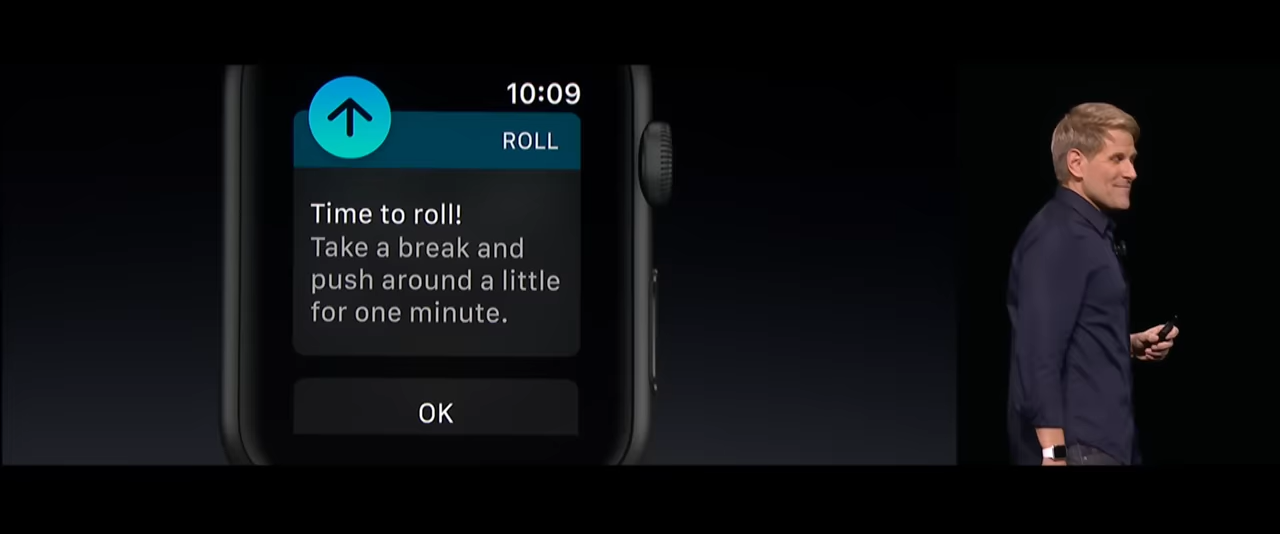 10:09
ROLL
Time to roll!
Take a break and
push around a little
for one minute.
OK